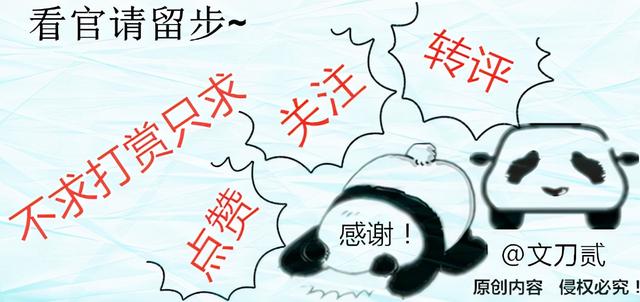 看官请留步~
不求打赏只求
关注
转评
点赞
感谢！
@文刀贰
原创内容 侵权必究！